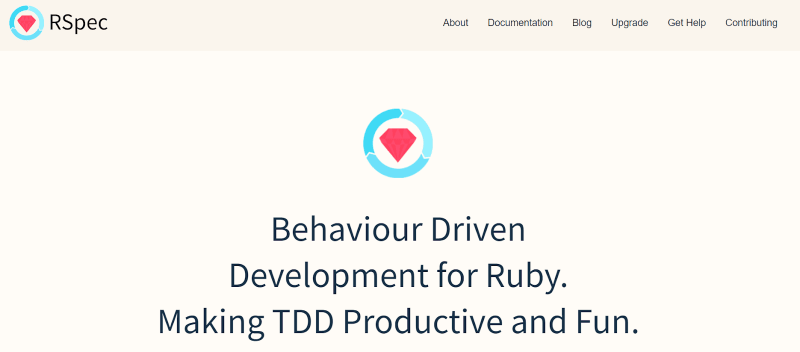 RSpec
About Documentation Blog Upgrade Get Help Contributing
Behaviour Driven
Development for Ruby.
Making TDD Productive and Fun.